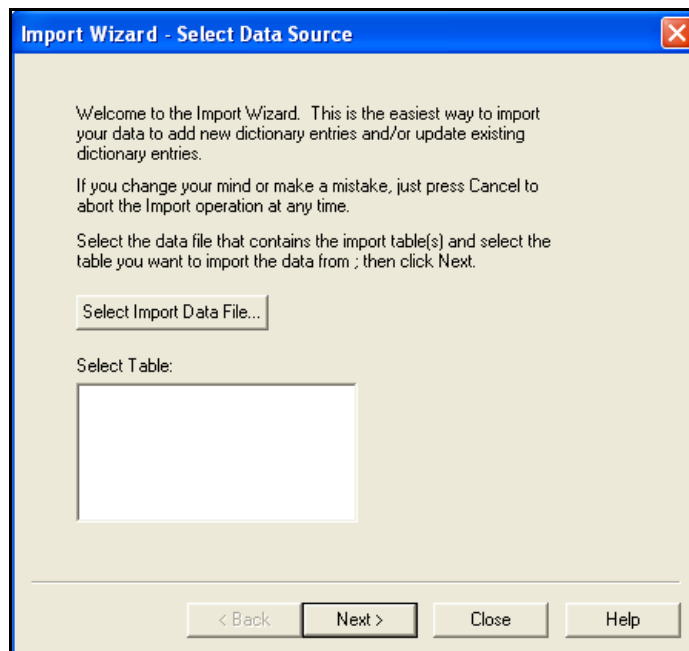 Import Wizard - Select Data Source
Welcome to the Import Wizard.  This is the easiest way to import
your data to add new dictionary entries and/or update existing
dictionary entries.
If you change your mind or make a mistake, just press Cancel to
abort the Import operation at any time.
Select the data file that contains the import table(s) and select the
table you want to import the data from ; then click Next.
Select Import Data File...
Select Table:
< Back
Next >
Close
Help